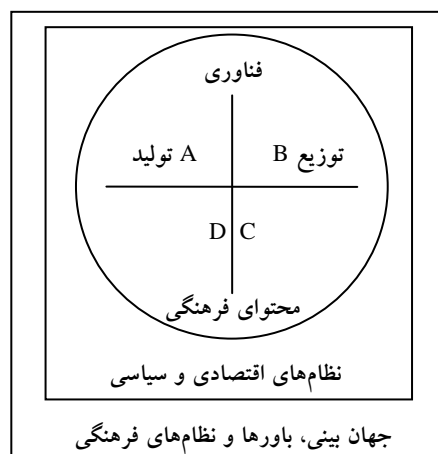 فناوری
توزیع B
A تولید
D C
محتوای فرهنگی
نظام‌های اقتصادی و سیاسی
جهان بینی، باورها و نظام‌های فرهنگی